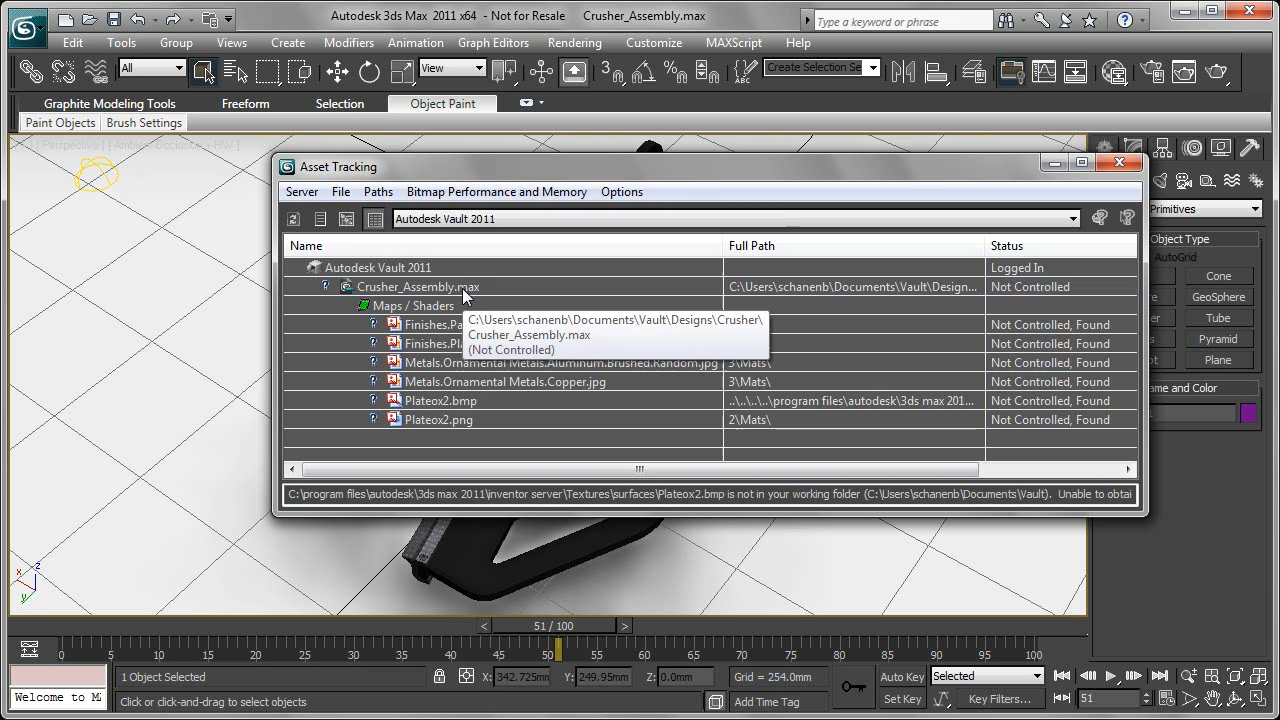 Autodesk 3ds Max 2011 x64 - Not for Resale Crusher_Assembly.max
Type a keyword or phrase
Edit Tools Group Views Create Modifiers Animation Graph Editors Rendering Customize MAXScript Help
All View Create Selection Se
Graphite Modeling Tools Freeform Selection Object Paint
Paint Objects Brush Settings
Asset Tracking
Server File Paths Bitmap Performance and Memory Options
Autodesk Vault 2011
Name Full Path Status
Autodesk Vault 2011 Logged In
Crusher_Assembly.max C:\Users\schanenb\Documents\Vault\Design... Not Controlled
Maps / Shaders
Finishes.Pa Not Controlled, Found
Finishes.Pla Not Controlled, Found
Metals.Ornamental Metals.Aluminum.Brushed.Random.jpg 3\Mats\ Not Controlled, Found
Metals.Ornamental Metals.Copper.jpg 3\Mats\ Not Controlled, Found
Plateox2.bmp ..\..\..\..\program files\autodesk\3ds max 201... Not Controlled, Found
Plateox2.png 2\Mats\ Not Controlled, Found
C:\Users\schanenb\Documents\Vault\Designs\Crusher\
Crusher_Assembly.max
(Not Controlled)
C:\program files\autodesk\3ds max 2011\inventor server\Textures\surfaces\Plateox2.bmp is not in your working folder (C:\Users\schanenb\Documents\Vault). Unable to obtai
Primitives
Object Type
AutoGrid
Cone
GeoSphere
Tube
Pyramid
Plane
ame and Color
z
x
y
51 / 100
0 5 10 15 20 25 30 35 40 45 50 55 60 65 70 75 80 85 90 95 100
1 Object Selected X: 342.725mm Y: 249.95mm Z: 0.0mm Grid = 254.0mm Auto Key Selected
Welcome to MA Click or click-and-drag to select objects Add Time Tag Set Key Key Filters... 51